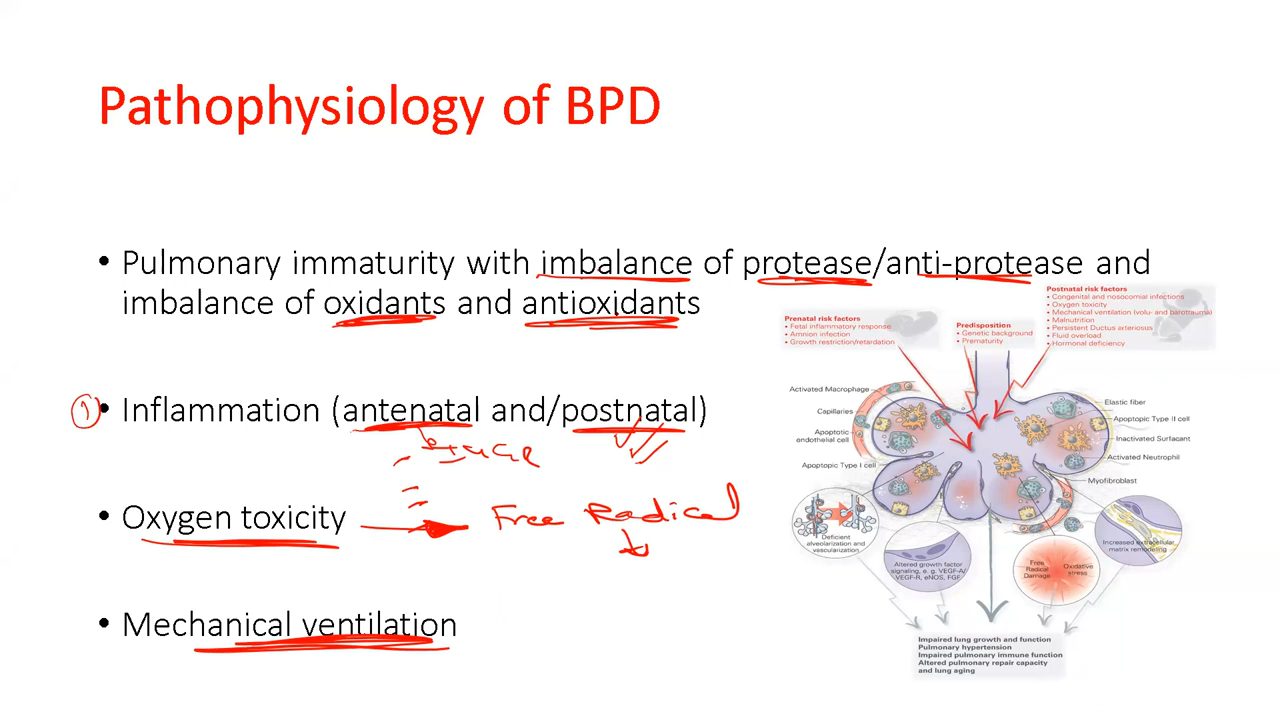 Pathophysiology of BPD
• Pulmonary immaturity with imbalance of protease/anti-protease and
imbalance of oxidants and antioxidants
1 • Inflammation (antenatal and/postnatal)
• Oxygen toxicity → Free Radical
• Mechanical ventilation
Prenatal risk factors
• Fetal inflammatory response
• Amnion infection
• Growth restriction/retardation
Predisposition
• Genetic background
• Prematurity
Postnatal risk factors
• Congenital and nosocomial infections
• Oxygen toxicity
• Mechanical ventilation (volu- and barotrauma)
• Malnutrition
• Persistent Ductus arteriosus
• Fluid overload
• Hormonal deficiency
Activated Macrophage
Capillaries
Apoptotic
endothelial cell
Apoptopic Type I cell
Elastic fiber
Apoptopic Type II cell
Inactivated Surfacant
Activated Neutrophil
Myofibroblast
Deficient
alveolarization and
vascularization
Altered growth factor
signaling, e. g. VEGF-A/
VEGF-R, eNOS, FGF
Free
Radical
Damage
Oxidative
stress
Increased extracellular
matrix remodeling
Impaired lung growth and function
Pulmonary hypertension
Impaired pulmonary immune function
Altered pulmonary repair capacity
and lung aging